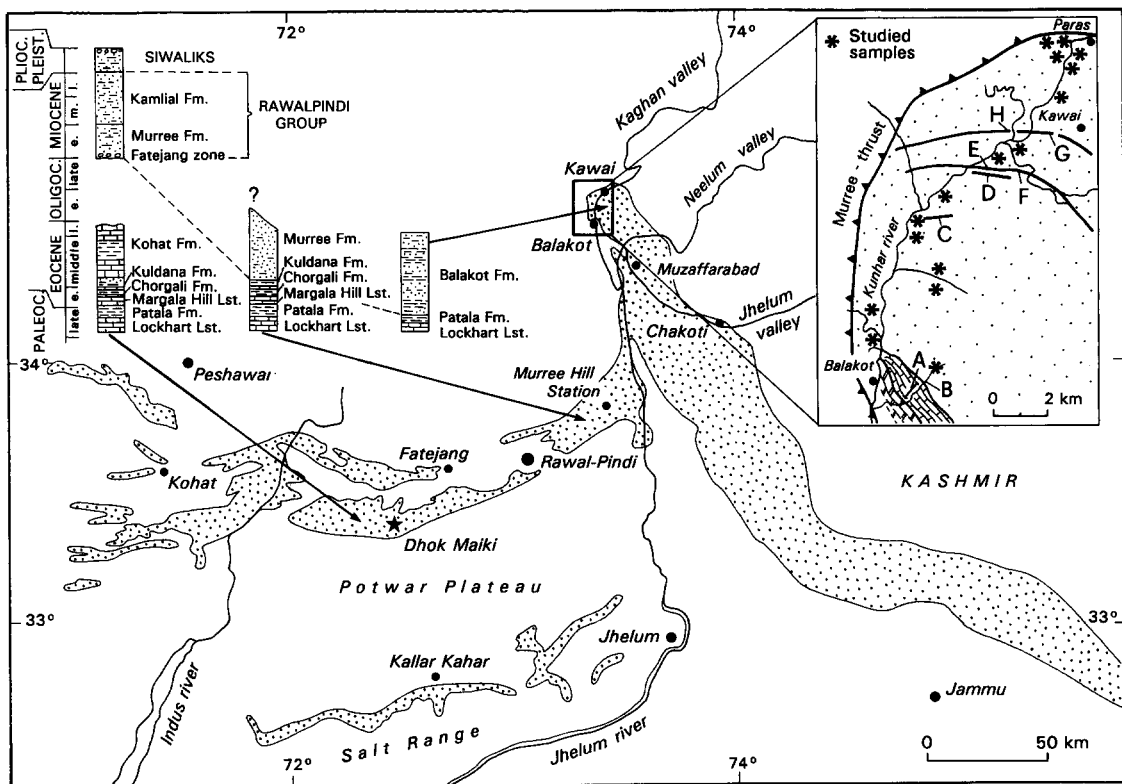 72°
74
PLIOC. PLEIST.
MIOCENE
OLIGOC.
EOCENE
PALEOC.
e. m. l.
e. late
e. middle l.
late
SIWALIKS
Kamlial Fm.
Murree Fm.
Fatejang zone
RAWALPINDI
GROUP
?
Kohat Fm.
Kuldana Fm.
Chorgali Fm.
Margala Hill Lst.
Patala Fm.
Lockhart Lst.
Murree Fm.
Kuldana Fm.
Chorgali Fm.
Margala Hill Lst.
Patala Fm.
Lockhart Lst.
Balakot Fm.
Patala Fm.
Lockhart Lst.
Kaghan valley
Neelum valley
Kawai
Balakot
Muzaffarabad
Jhelum
valley
Chakoti
Murree Hill
Station
34°
Peshawar
Kohat
Fatejang
Rawal-Pindi
Dhok Maiki
KASHMIR
Potwar Plateau
33°
33°
Jhelum
Kallar Kahar
Salt Range
Indus river
Jhelum river
Jammu
0 50 km
72°
74
Studied
samples
Paras
Kawai
Murree thrust
Kunhar river
H
E
G
D
F
C
A
B
Balakot
0 2 km